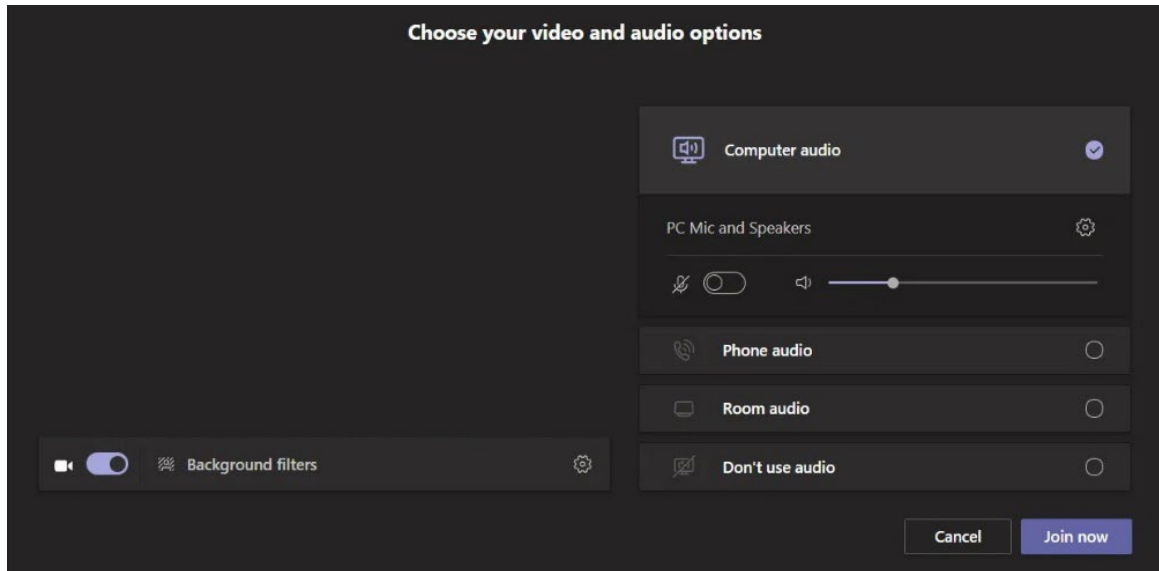 Choose your video and audio options
Computer audio
PC Mic and Speakers
Phone audio
Room audio
Background filters
Don't use audio
Cancel
Join now